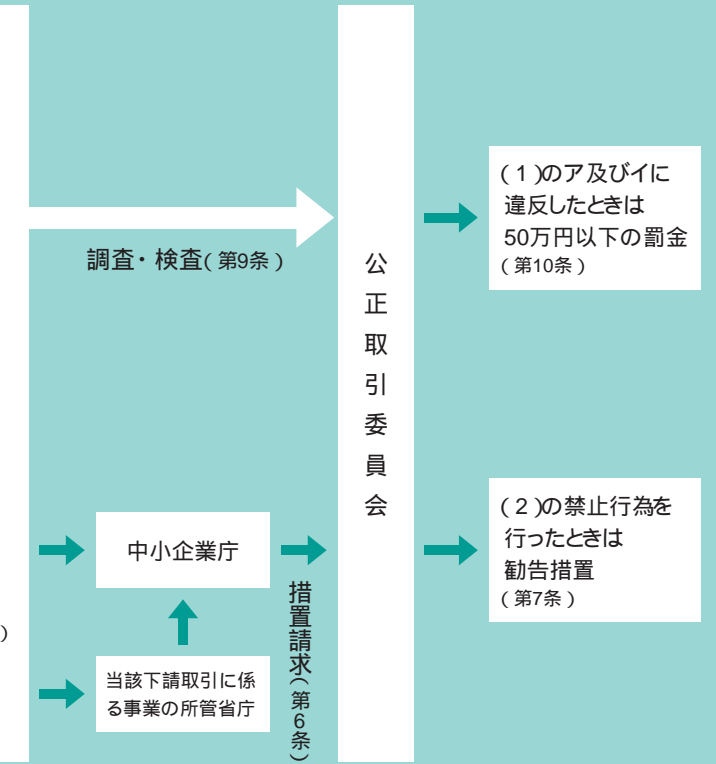 調査・検査(第9条)
公正取引委員会
(1)のア及びイに
違反したときは
50万円以下の罰金
(第10条)
中小企業庁
措置請求(第6条)
当該下請取引に係
る事業の所管省庁
)
(2)の禁止行為を
行ったときは
勧告措置
(第7条)